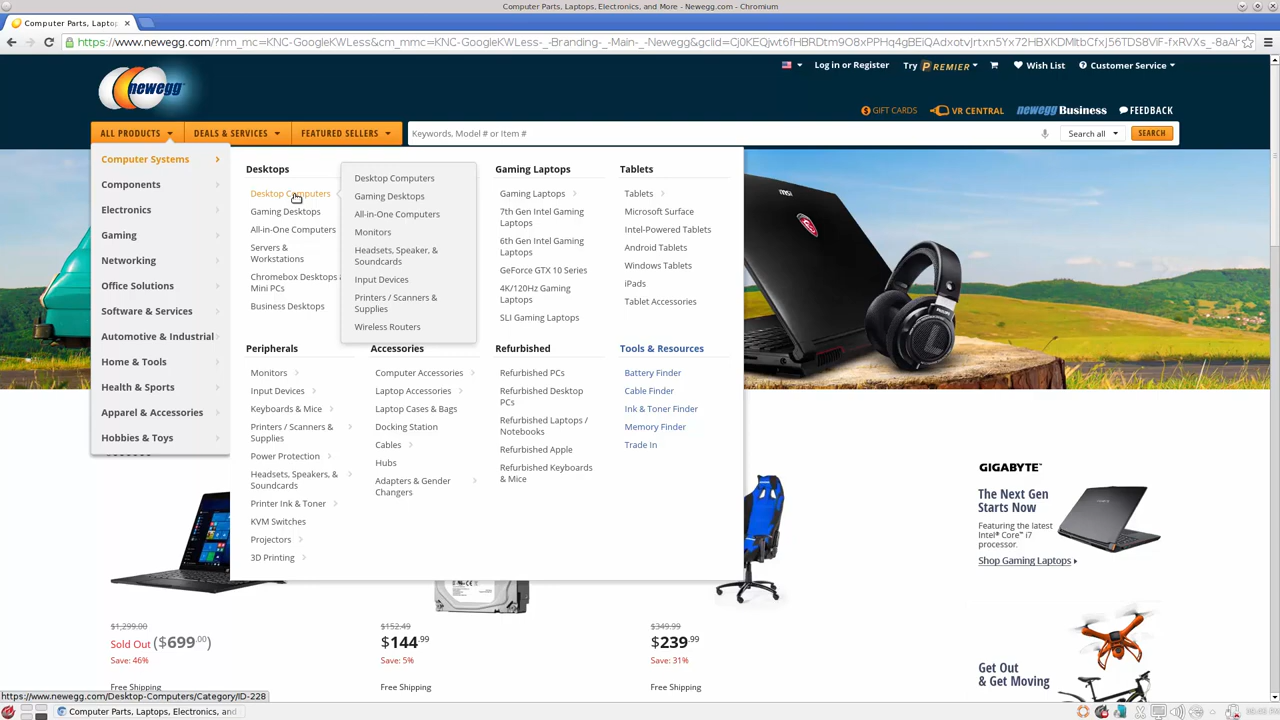 Computer Parts, Laptops, Electronics, and More - Newegg.com - Chromium
Computer Parts, Laptop
https://www.newegg.com/?nm_mc=KNC-GoogleKWLess&cm_mmc=KNC-GoogleKWLess-_-Branding-_-Main-_-Newegg&gclid=
newegg
Log in or Register
Try PREMIER
Wish List
Customer Service
GIFT CARDS
VR CENTRAL
newegg Business
FEEDBACK
ALL PRODUCTS
DEALS & SERVICES
FEATURED SELLERS
Keywords, Model # or Item #
Search all
SEARCH
Computer Systems
Components
Electronics
Gaming
Networking
Office Solutions
Software & Services
Automotive & Industrial
Home & Tools
Health & Sports
Apparel & Accessories
Hobbies & Toys
Desktops
Desktop Computers
Gaming Desktops
All-in-One Computers
Servers &
Workstations
Chromebox Desktops
Mini PCs
Business Desktops
Desktop Computers
Gaming Desktops
All-in-One Computers
Monitors
Headsets, Speaker, &
Soundcards
Input Devices
Printers / Scanners &
Supplies
Wireless Routers
Gaming Laptops
Gaming Laptops
7th Gen Intel Gaming
Laptops
6th Gen Intel Gaming
Laptops
GeForce GTX 10 Series
4K/120Hz Gaming
Laptops
SLI Gaming Laptops
Tablets
Tablets
Microsoft Surface
Intel-Powered Tablets
Android Tablets
Windows Tablets
iPads
Tablet Accessories
Peripherals
Monitors
Input Devices
Keyboards & Mice
Printers / Scanners &
Supplies
Power Protection
Headsets, Speakers, &
Soundcards
Printer Ink & Toner
KVM Switches
Projectors
3D Printing
Accessories
Computer Accessories
Laptop Accessories
Laptop Cases & Bags
Docking Station
Cables
Hubs
Adapters & Gender
Changers
Refurbished
Refurbished PCs
Refurbished Desktop
PCs
Refurbished Laptops /
Notebooks
Refurbished Apple
Refurbished Keyboards
& Mice
Tools & Resources
Battery Finder
Cable Finder
Ink & Toner Finder
Memory Finder
Trade In
PHILIPS
GIGABYTE™
The Next Gen
Starts Now
Featuring the latest
Intel® Core™ i7
processor.
Shop Gaming Laptops
Get Out
& Get Moving
$1,299.00
Sold Out ($699.00)
Save: 46%
Free Shipping
$152.49
$144.99
Save: 5%
Free Shipping
$349.99
$239.99
Save: 31%
Free Shipping
https://www.newegg.com/Desktop-Computers/Category/ID-228
Computer Parts, Laptops, Electronics, and